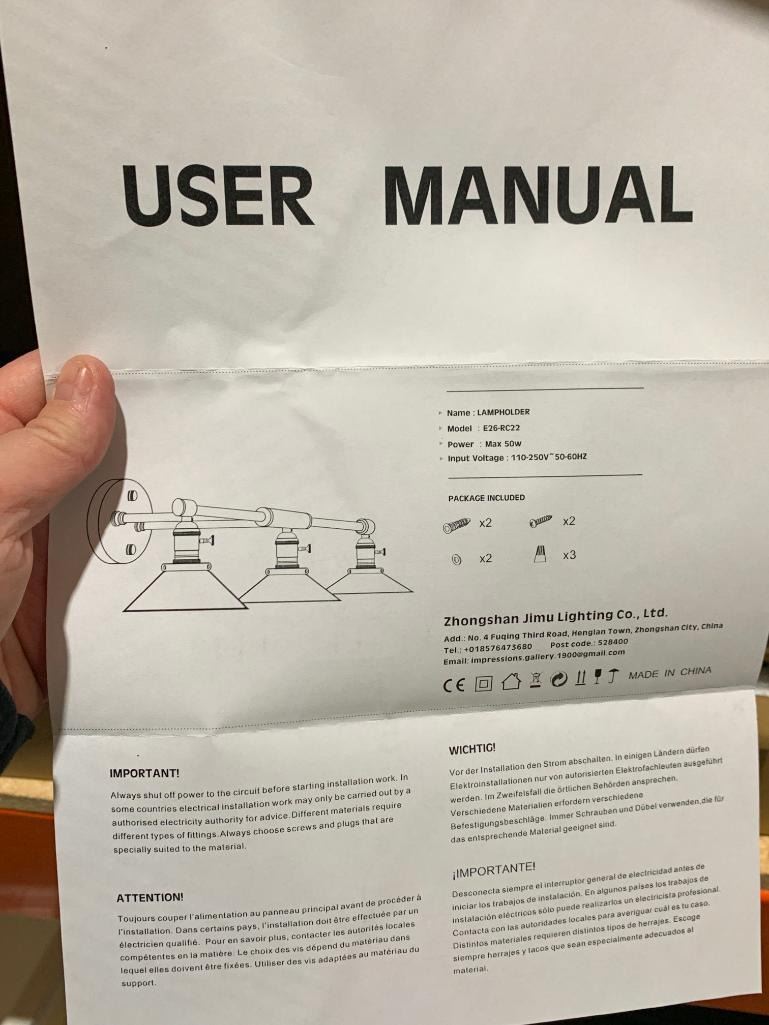 USER MANUAL
Name : LAMPHOLDER
Model : E26-RC22
Power : Max 50w
Input Voltage : 110-250V~50-60HZ
PACKAGE INCLUDED
x2 x2
x2 x3
Zhongshan Jimu Lighting Co., Ltd.
Add.: No. 4 Fuqing Third Road, Henglan Town, Zhongshan City, China
Tel.: +018576473680 Post code.: 528400
Email: impressions.gallery.1900@gmail.com
CE MADE IN CHINA
IMPORTANT!
Always shut off power to the circuit before starting installation work. In
some countries electrical installation work may only be carried out by a
authorised electricity authority for advice.Different materials require
different types of fittings.Always choose screws and plugs that are
specially suited to the material.
ATTENTION!
Toujours couper l'alimentation au panneau principal avant de procéder à
l'installation. Dans certains pays, l'installation doit être effectuée par un
électricien qualifié. Pour en savoir plus, contacter les autorités locales
compétentes en la matière. Le choix des vis dépend du matériau dans
lequel elles doivent être fixées. Utiliser des vis adaptées au matériau du
support.
WICHTIG!
Vor der Installation den Strom abschalten. In einigen Ländern dürfen
Elektroinstallationen nur von autorisierten Elektrofachleuten ausgeführt
werden. Im Zweifelsfall die örtlichen Behörden ansprechen.
Verschiedene Materialien erfordern verschiedene
Befestigungsbeschläge. Immer Schrauben und Dübel verwenden,die für
das entsprechende Material geeignet sind.
¡IMPORTANTE!
Desconecta siempre el interruptor general de electricidad antes de
iniciar los trabajos de instalación. En algunos países los trabajos de
instalación eléctricos sólo puede realizarlos un electricista profesional.
Contacta con las autoridades locales para averiguar cuál es tu caso.
Distintos materiales requieren distintos tipos de herrajes. Escoge
siempre herrajes y tacos que sean especialmente adecuados al
material.